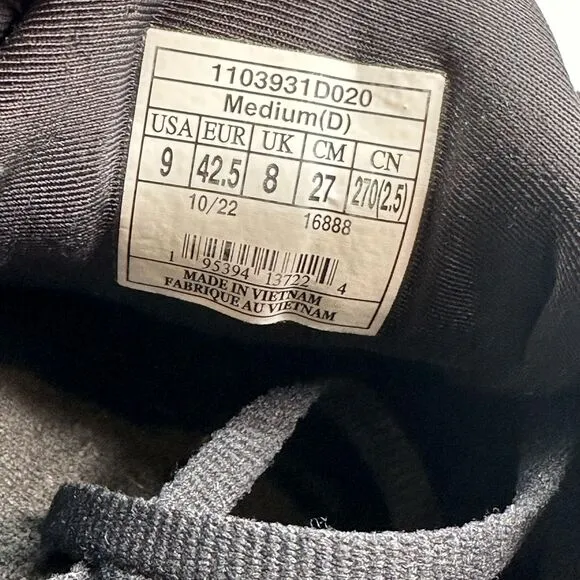 1103931D020
Medium(D)
USA EUR UK CM CN
9 42.5 8 27 270(2.5)
10/22 16888
1 95394 13722 4
MADE IN VIETNAM
FABRIQUE AU VIETNAM